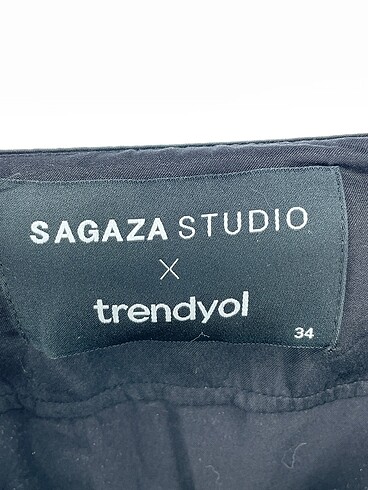 SAGAZA STUDIO
X
trendyol
34